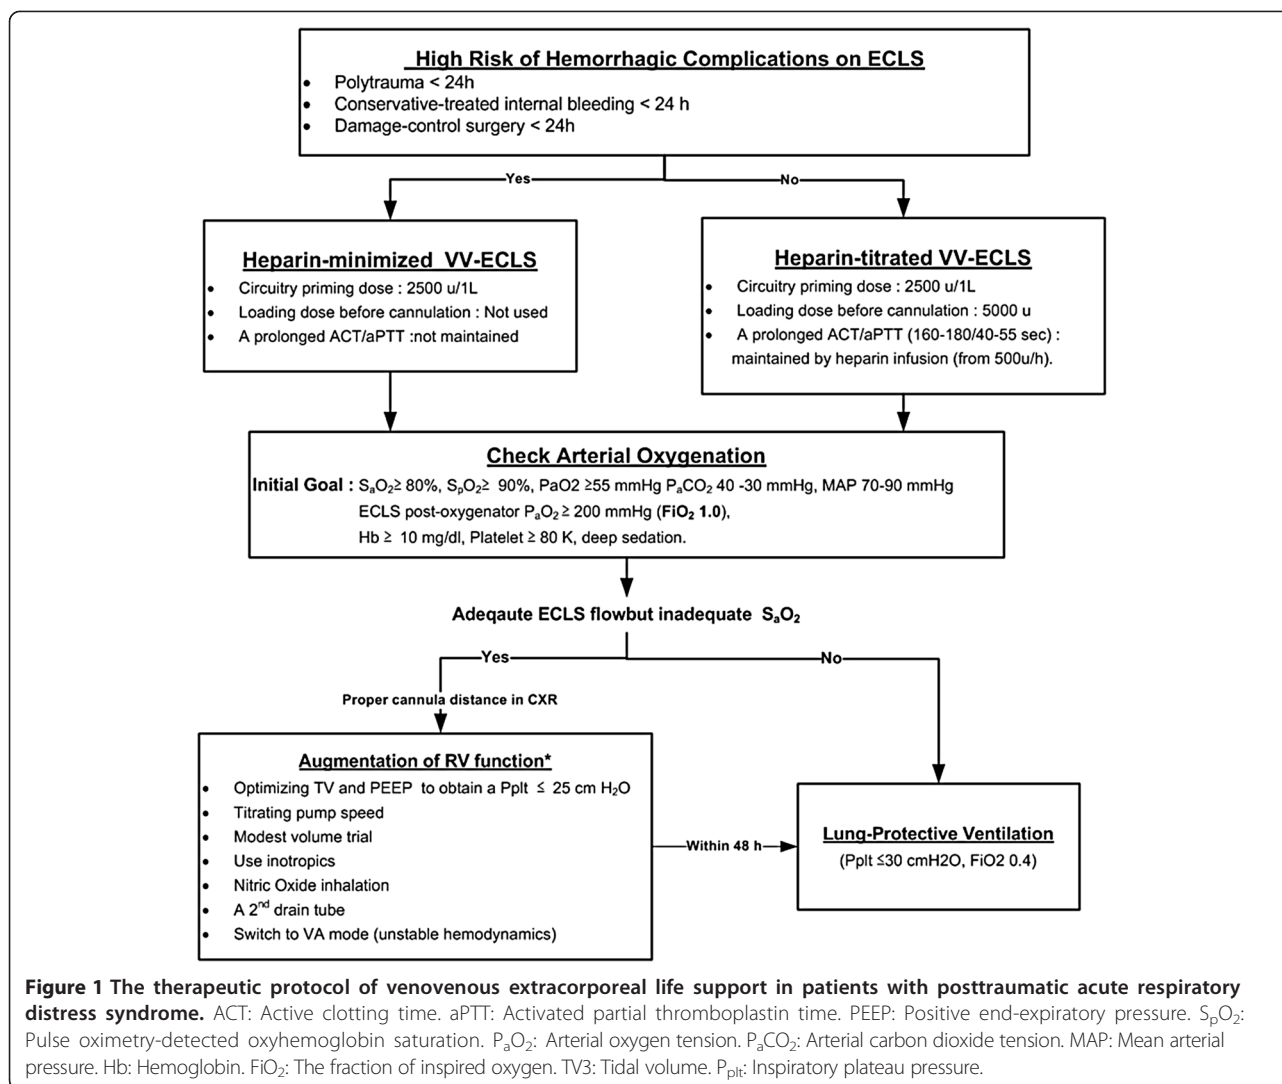 High Risk of Hemorrhagic Complications on ECLS
• Polytrauma < 24h
• Conservative-treated internal bleeding < 24 h
• Damage-control surgery < 24h
Yes
No
Heparin-minimized VV-ECLS
• Circuitry priming dose : 2500 u/1L
• Loading dose before cannulation : Not used
• A prolonged ACT/aPTT :not maintained
Heparin-titrated VV-ECLS
• Circuitry priming dose : 2500 u/1L
• Loading dose before cannulation : 5000 u
• A prolonged ACT/aPTT (160-180/40-55 sec) :
maintained by heparin infusion (from 500u/h).
Check Arterial Oxygenation
Initial Goal : SaO2≥ 80%, SpO2≥ 90%, PaO2 ≥55 mmHg PaCO2 40 -30 mmHg, MAP 70-90 mmHg
ECLS post-oxygenator PaO2 ≥ 200 mmHg (FiO2 1.0),
Hb ≥ 10 mg/dl, Platelet ≥ 80 K, deep sedation.
Adeqaute ECLS flowbut inadequate SaO2
Yes
No
Proper cannula distance in CXR
Augmentation of RV function*
• Optimizing TV and PEEP to obtain a Pplt ≤ 25 cm H2O
• Titrating pump speed
• Modest volume trial
• Use inotropics
• Nitric Oxide inhalation
• A 2nd drain tube
• Switch to VA mode (unstable hemodynamics)
Within 48 h
Lung-Protective Ventilation
(Pplt ≤30 cmH2O, FiO2 0.4)
Figure 1 The therapeutic protocol of venovenous extracorporeal life support in patients with posttraumatic acute respiratory
distress syndrome. ACT: Active clotting time. aPTT: Activated partial thromboplastin time. PEEP: Positive end-expiratory pressure. SpO2:
Pulse oximetry-detected oxyhemoglobin saturation. PaO2: Arterial oxygen tension. PaCO2: Arterial carbon dioxide tension. MAP: Mean arterial
pressure. Hb: Hemoglobin. FiO2: The fraction of inspired oxygen. TV3: Tidal volume. Pplt: Inspiratory plateau pressure.